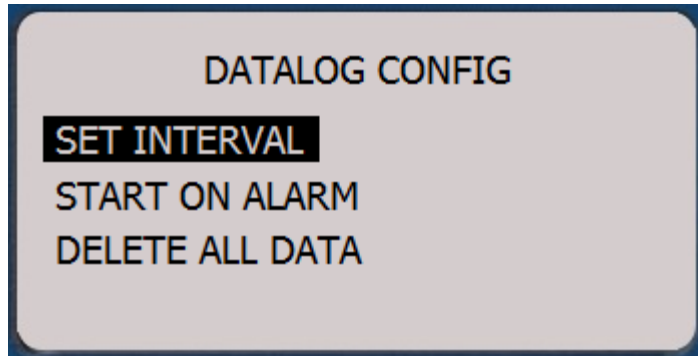 DATALOG CONFIG
SET INTERVAL
START ON ALARM
DELETE ALL DATA